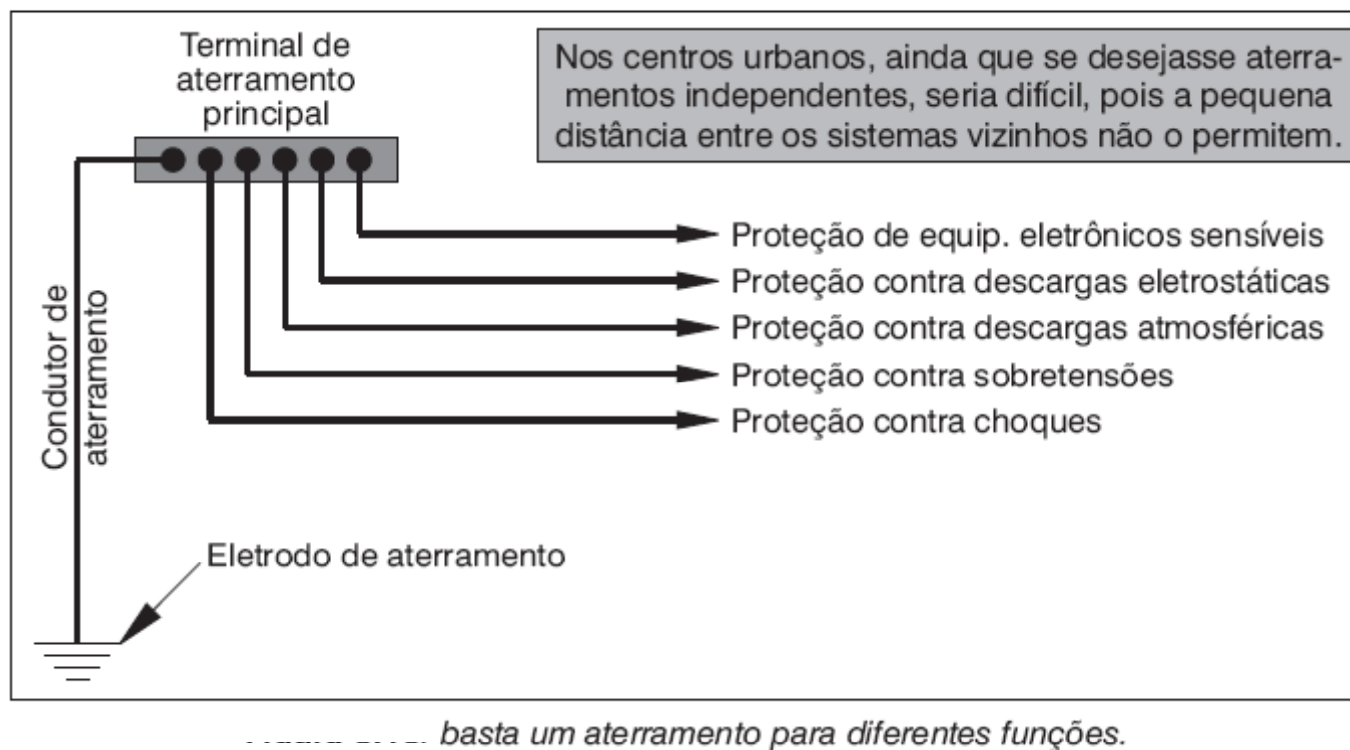 Terminal de
aterramento
principal
Nos centros urbanos, ainda que se desejasse aterra-
mentos independentes, seria difícil, pois a pequena
distância entre os sistemas vizinhos não o permitem.
Proteção de equip. eletrônicos sensíveis
Proteção contra descargas eletrostáticas
Proteção contra descargas atmosféricas
Proteção contra sobretensões
Proteção contra choques
Condutor de
aterramento
Eletrodo de aterramento
basta um aterramento para diferentes funções.